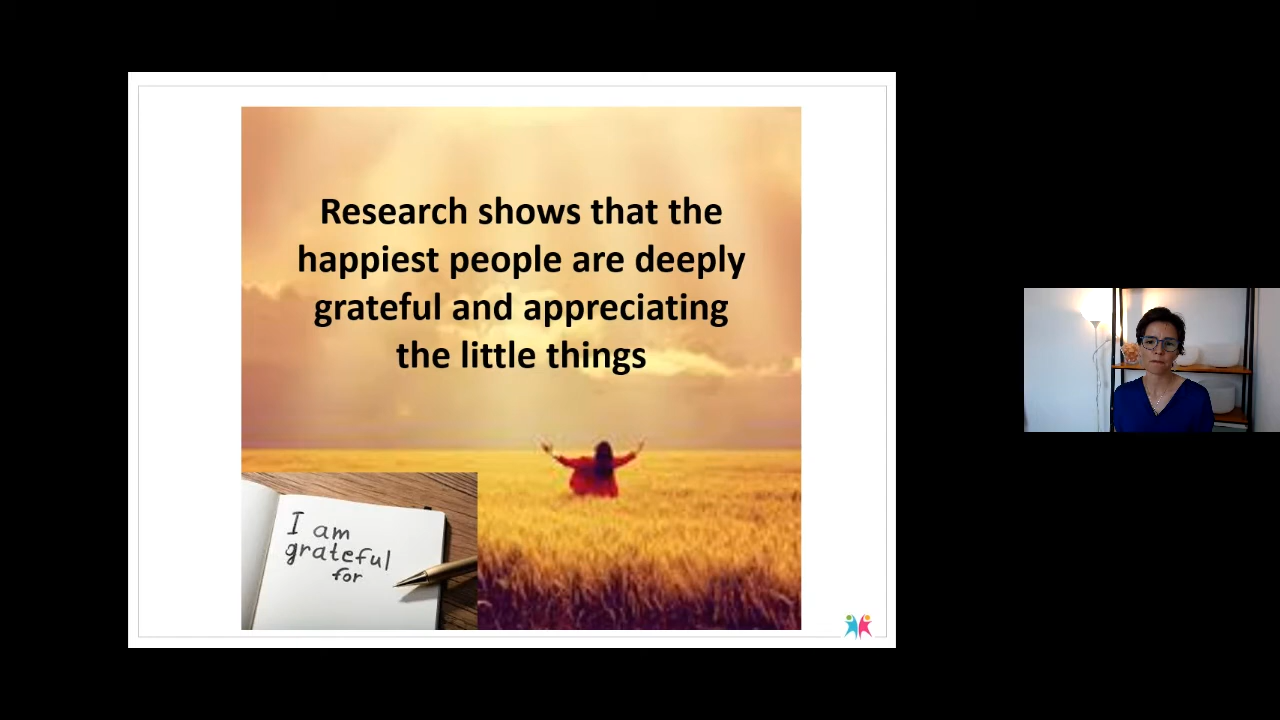 Research shows that the
happiest people are deeply
grateful and appreciating
the little things
I am
grateful
for